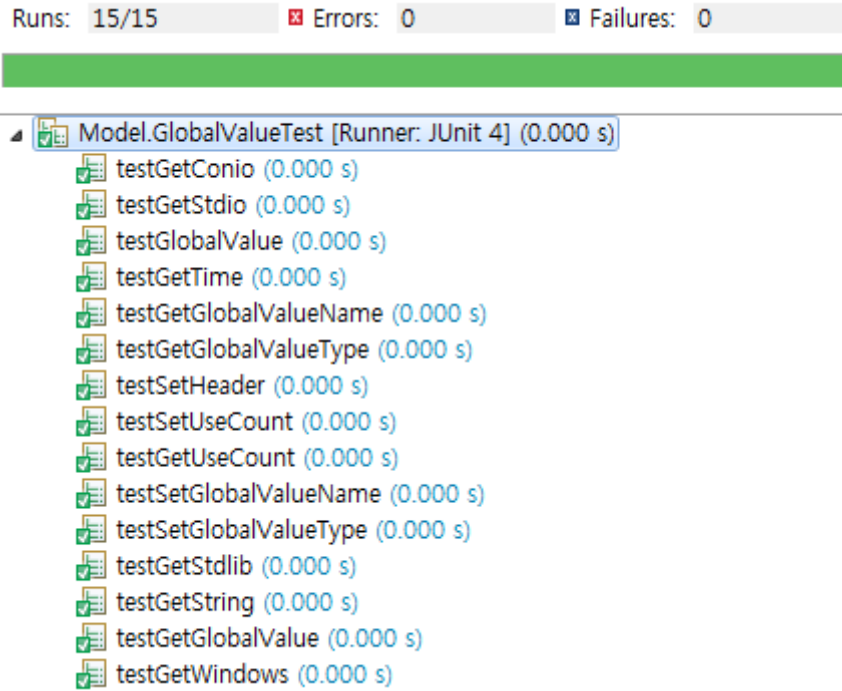 Runs: 15/15 Errors: 0 Failures: 0
Model.GlobalValueTest [Runner: JUnit 4] (0.000 s)
testGetConio (0.000 s)
testGetStdio (0.000 s)
testGlobalValue (0.000 s)
testGetTime (0.000 s)
testGetGlobalValueName (0.000 s)
testGetGlobalValueType (0.000 s)
testSetHeader (0.000 s)
testSetUseCount (0.000 s)
testGetUseCount (0.000 s)
testSetGlobalValueName (0.000 s)
testSetGlobalValueType (0.000 s)
testGetStdlib (0.000 s)
testGetString (0.000 s)
testGetGlobalValue (0.000 s)
testGetWindows (0.000 s)